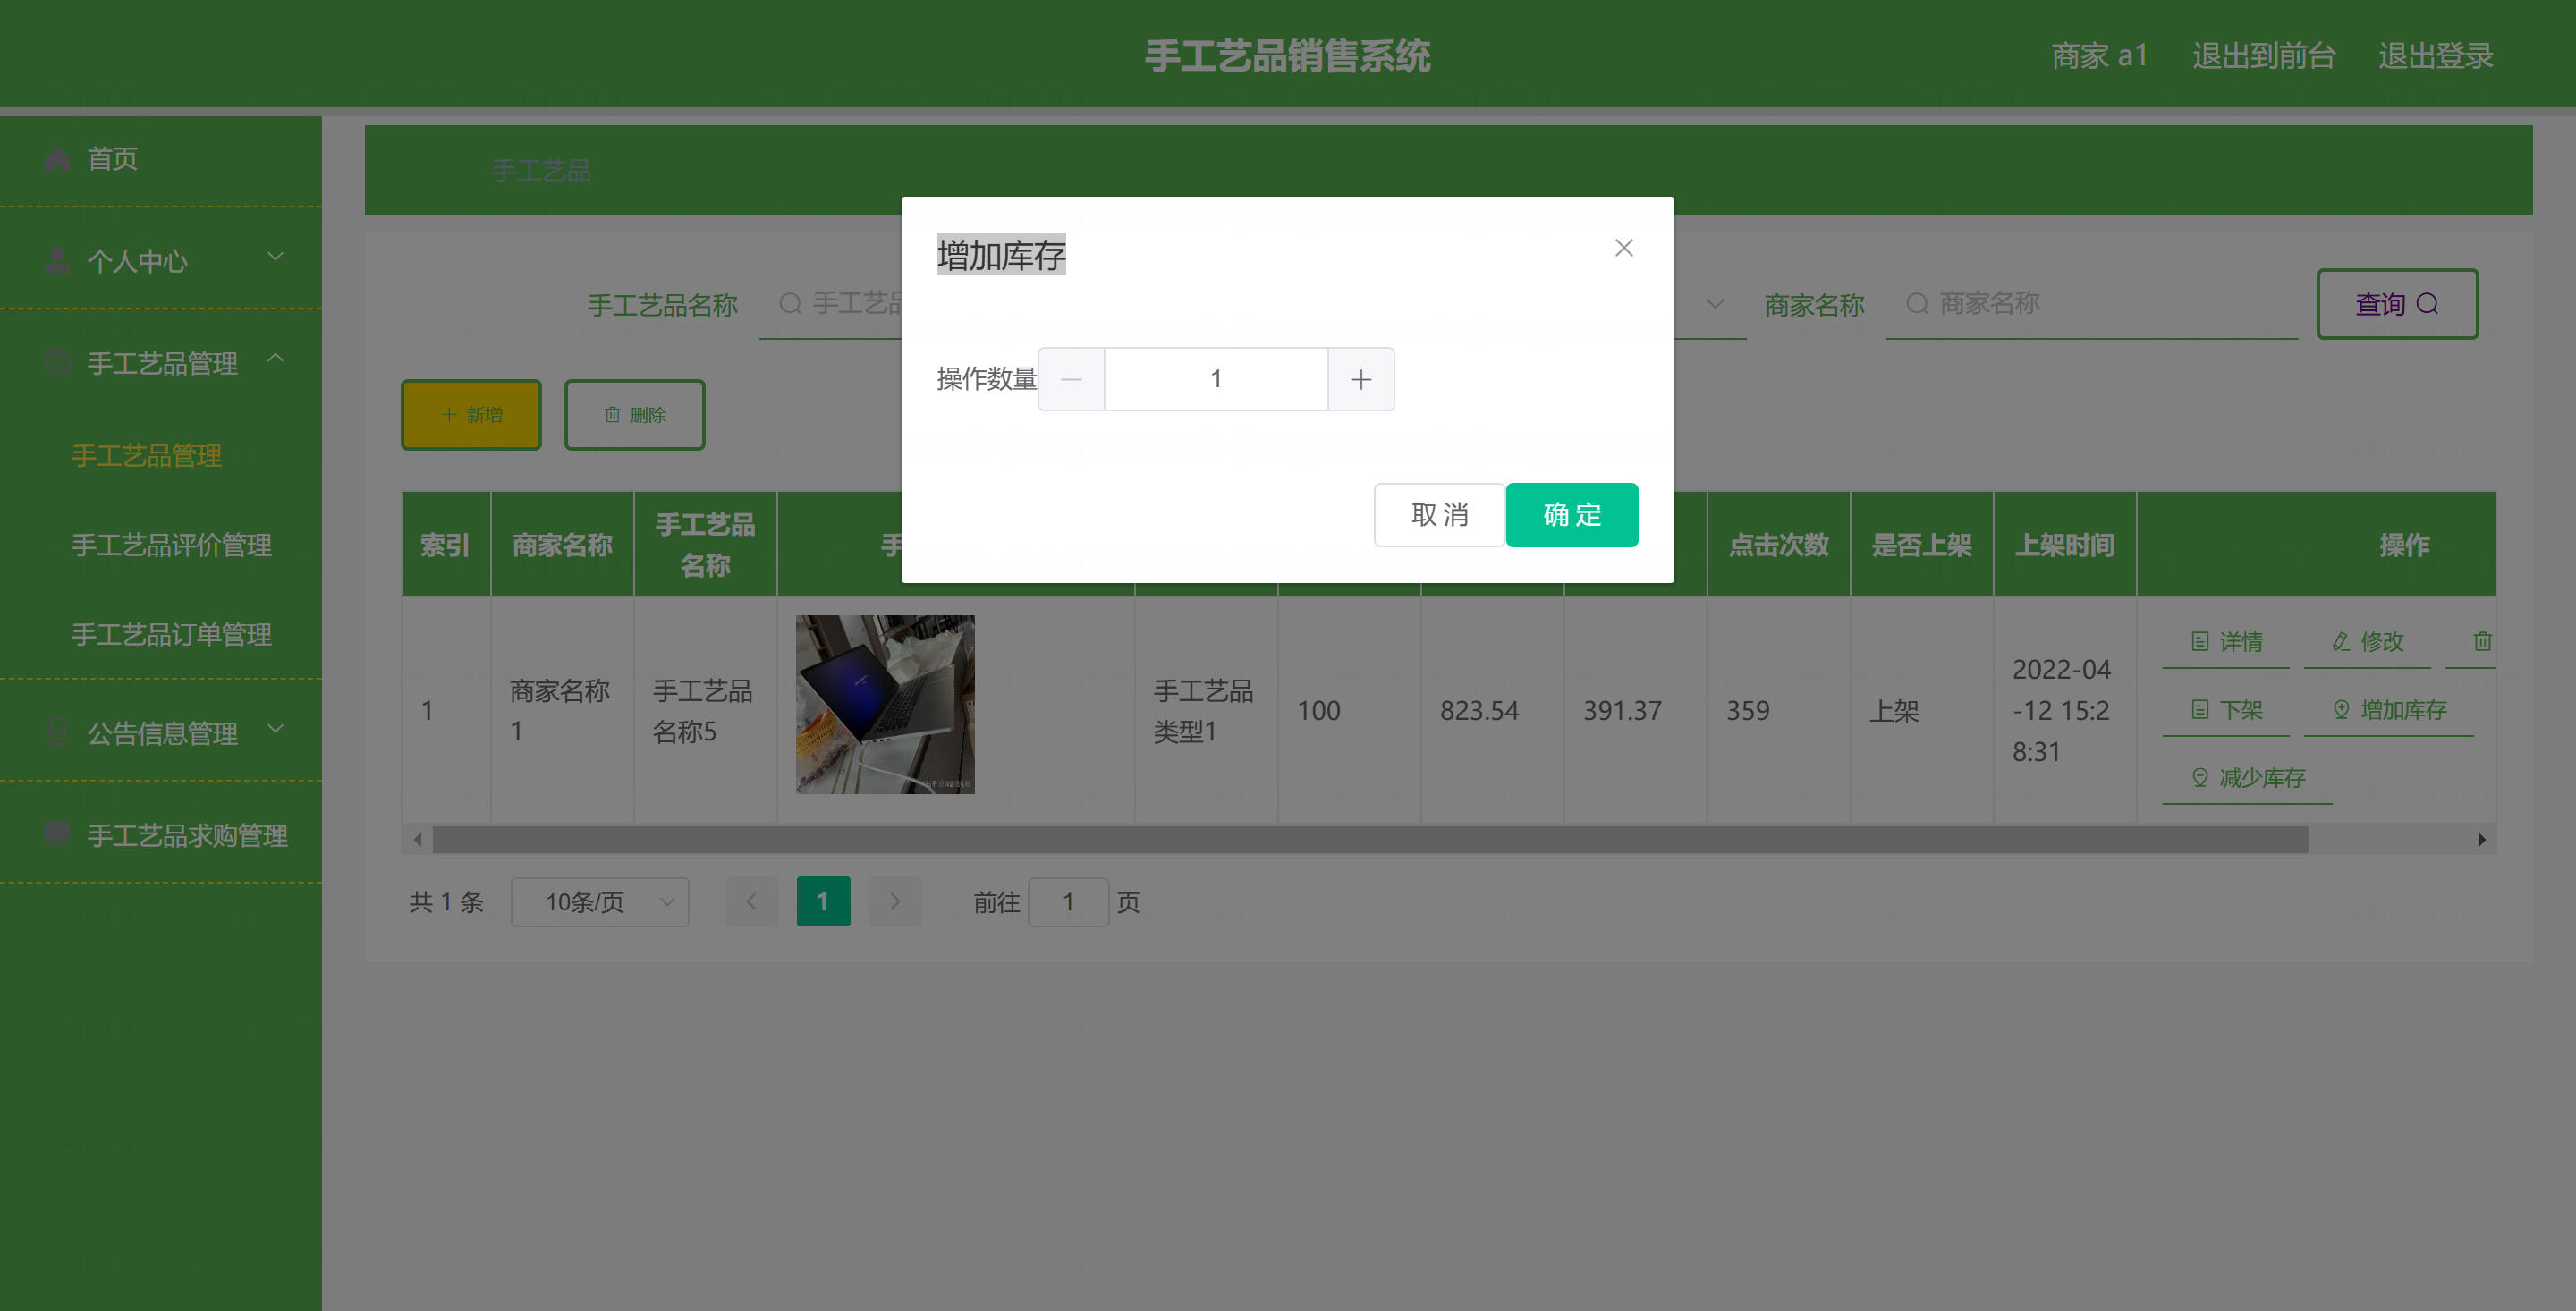 手工艺品销售系统
商家 a1 退出到前台 退出登录
首页
个人中心
手工艺品管理
手工艺品管理
手工艺品评价管理
手工艺品订单管理
公告信息管理
手工艺品求购管理
手工艺品
手工艺品名称 手工艺品 商家名称 商家名称 查询
新增 删除
增加库存
操作数量 1
取 消 确 定
索引 商家名称 手工艺品 手 点击次数 是否上架 上架时间 操作
名称
1 商家名称 手工艺品 手工艺品 100 823.54 391.37 359 上架 2022-04
1 名称5 类型1 -12 15:2
8:31
详情 修改
下架 增加库存
减少库存
共 1 条 10条/页 1 前往 1 页